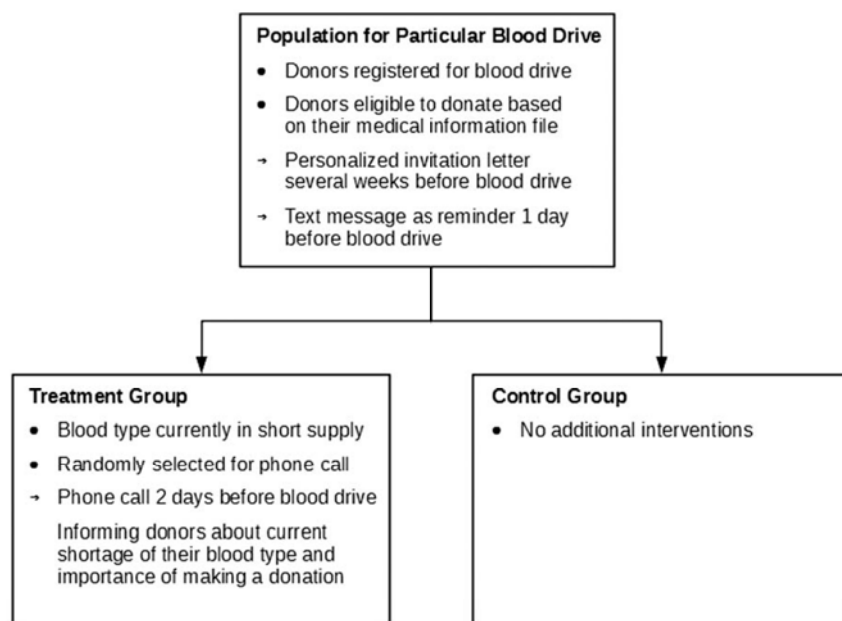 Population for Particular Blood Drive
• Donors registered for blood drive
• Donors eligible to donate based
on their medical information file
→ Personalized invitation letter
several weeks before blood drive
→ Text message as reminder 1 day
before blood drive
Treatment Group
• Blood type currently in short supply
• Randomly selected for phone call
→ Phone call 2 days before blood drive
Informing donors about current
shortage of their blood type and
importance of making a donation
Control Group
• No additional interventions